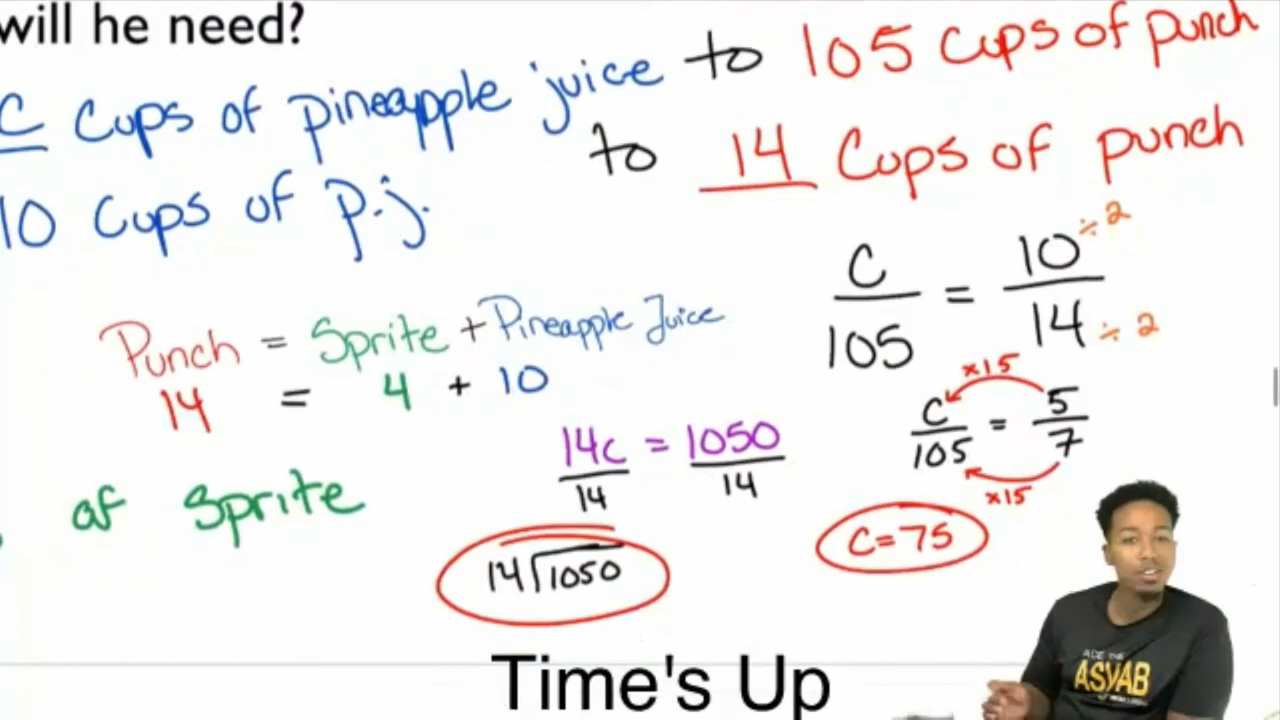 will he need?
C cups of pineapple juice to 105 cups of punch
10 cups of p.j. to 14 cups of punch
C/105 = 10/14 ÷2 ÷2
Punch = Sprite + Pineapple Juice
14 = 4 + 10
×15
C/105 = 5/7
×15
14c/14 = 1050/14
of Sprite
14√1050
C=75
ACE THE
ASVAB
Time's Up